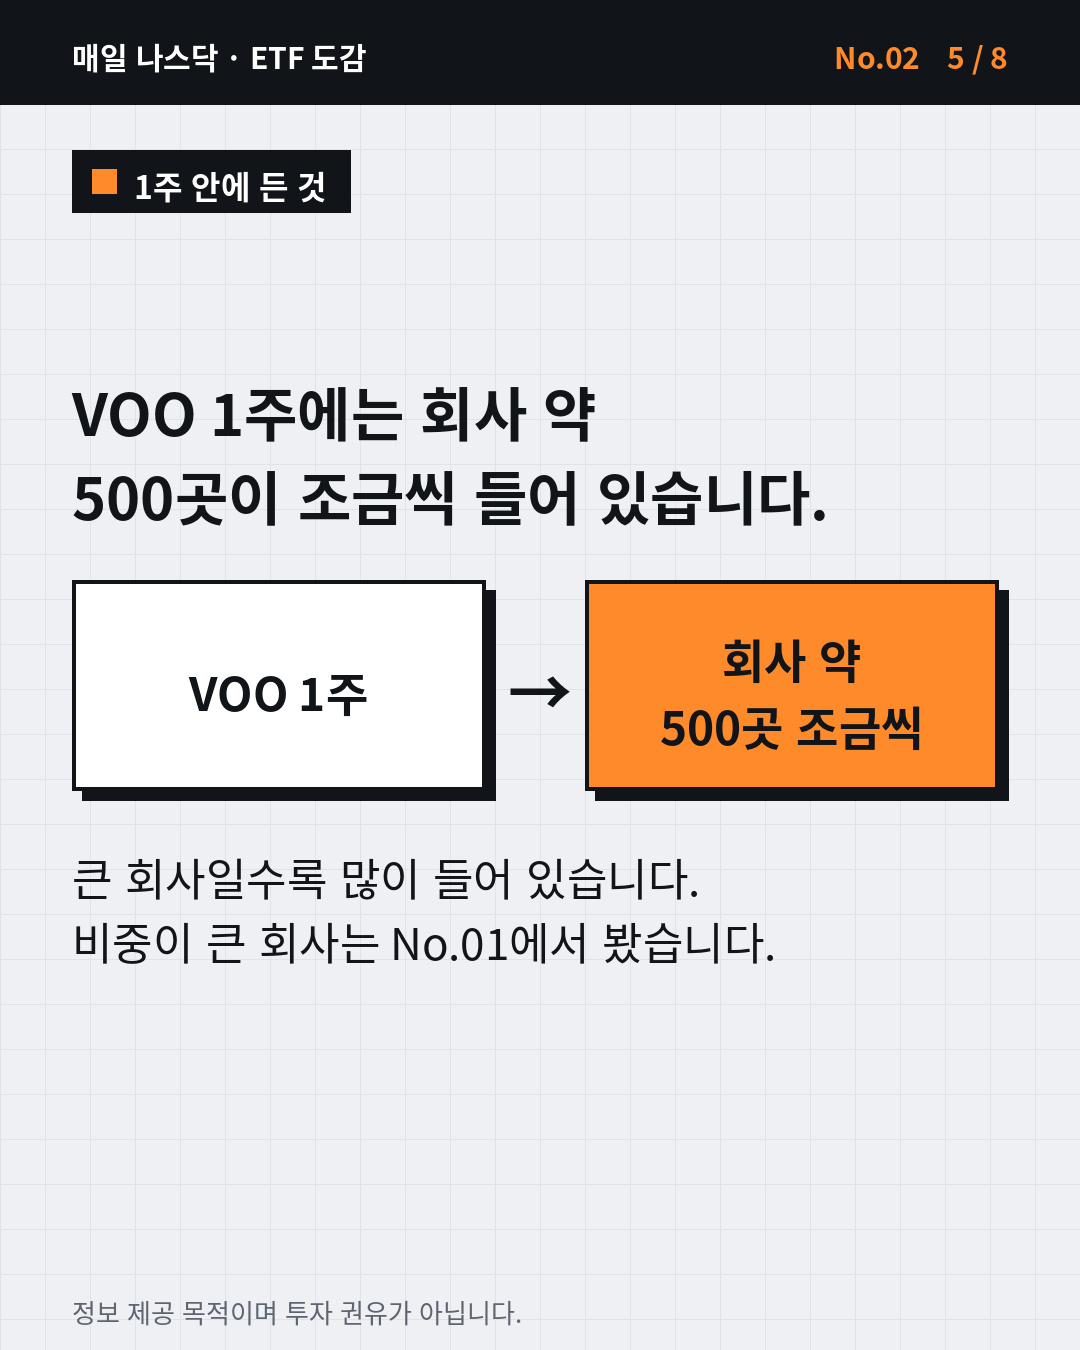 매일 나스닥 · ETF 도감
No.02 5 / 8
1주 안에 든 것
VOO 1주에는 회사 약
500곳이 조금씩 들어 있습니다.
VOO 1주
→
회사 약
500곳 조금씩
큰 회사일수록 많이 들어 있습니다.
비중이 큰 회사는 No.01에서 봤습니다.
정보 제공 목적이며 투자 권유가 아닙니다.